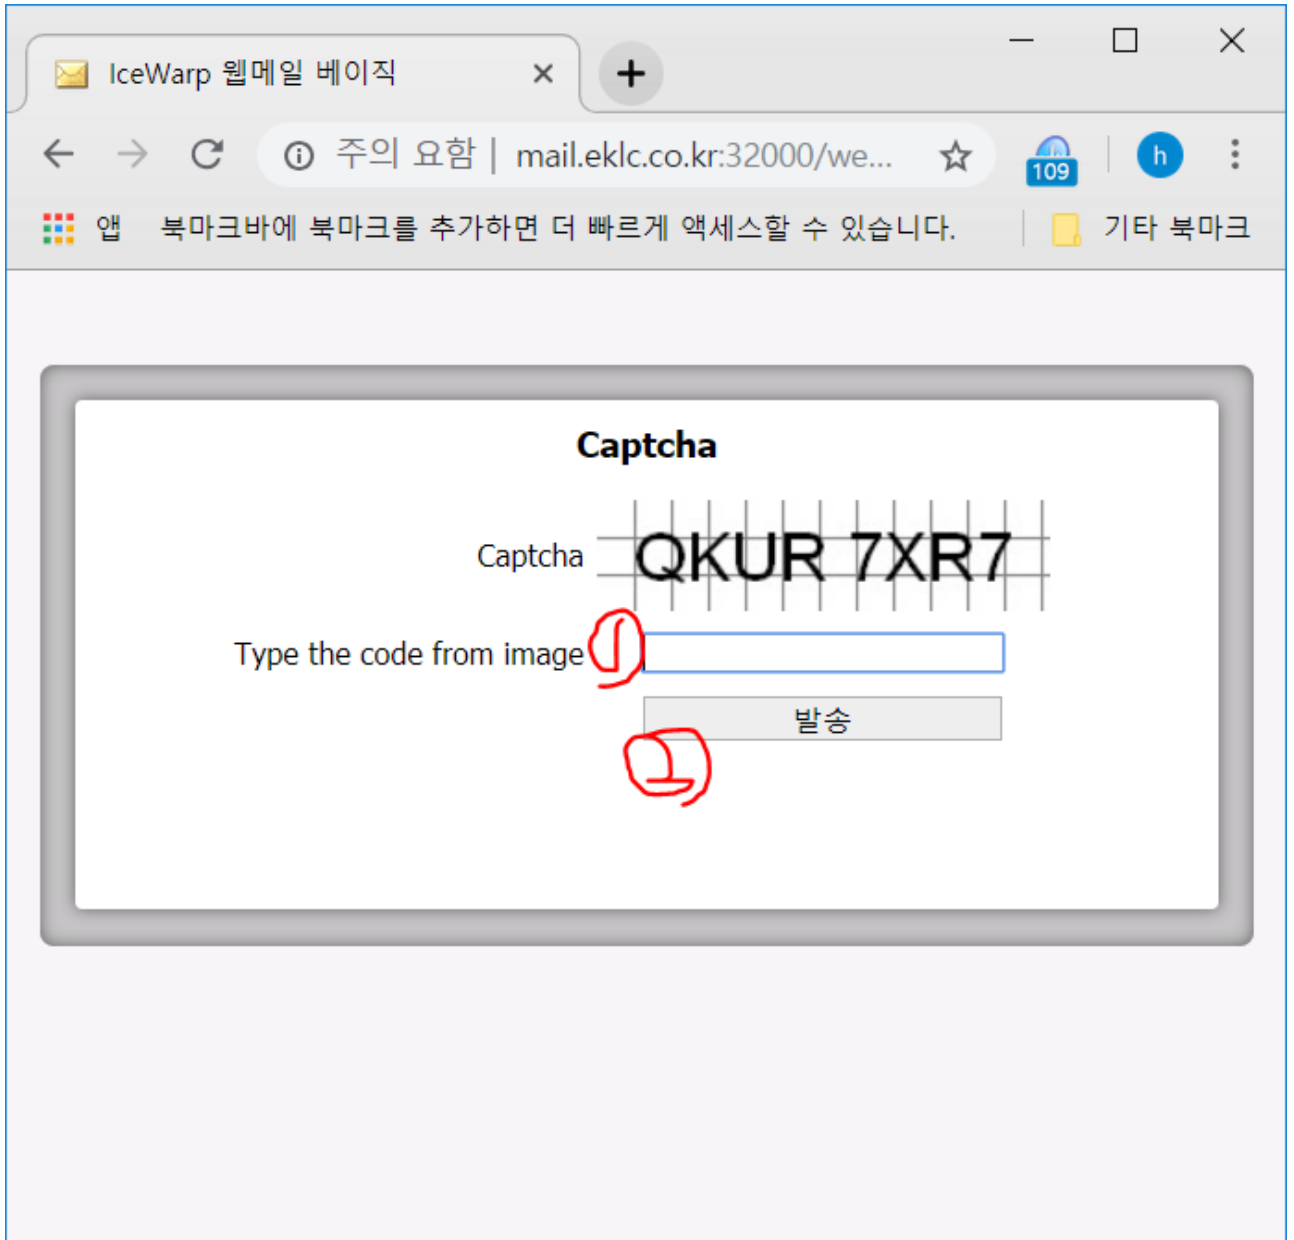 IceWarp 웹메일 베이직
주의 요함 | mail.eklc.co.kr:32000/we...
109
h
앱 북마크바에 북마크를 추가하면 더 빠르게 액세스할 수 있습니다. 기타 북마크
Captcha
Captcha QKUR 7XR7
Type the code from image 1
발송
2